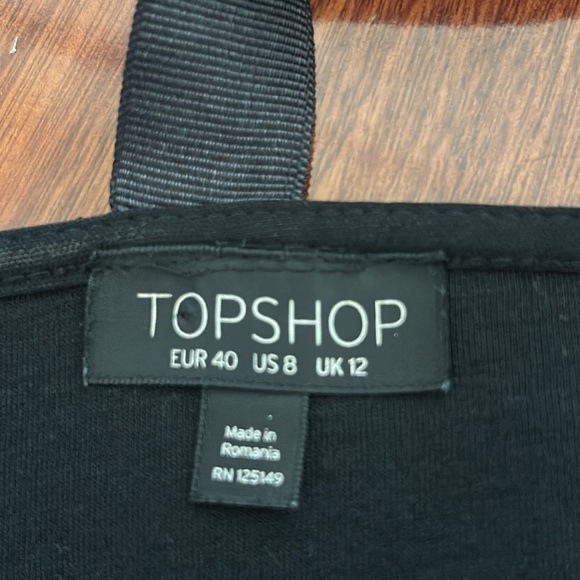 TOPSHOP
EUR 40 US 8 UK 12
Made in
Romania
RN 125149